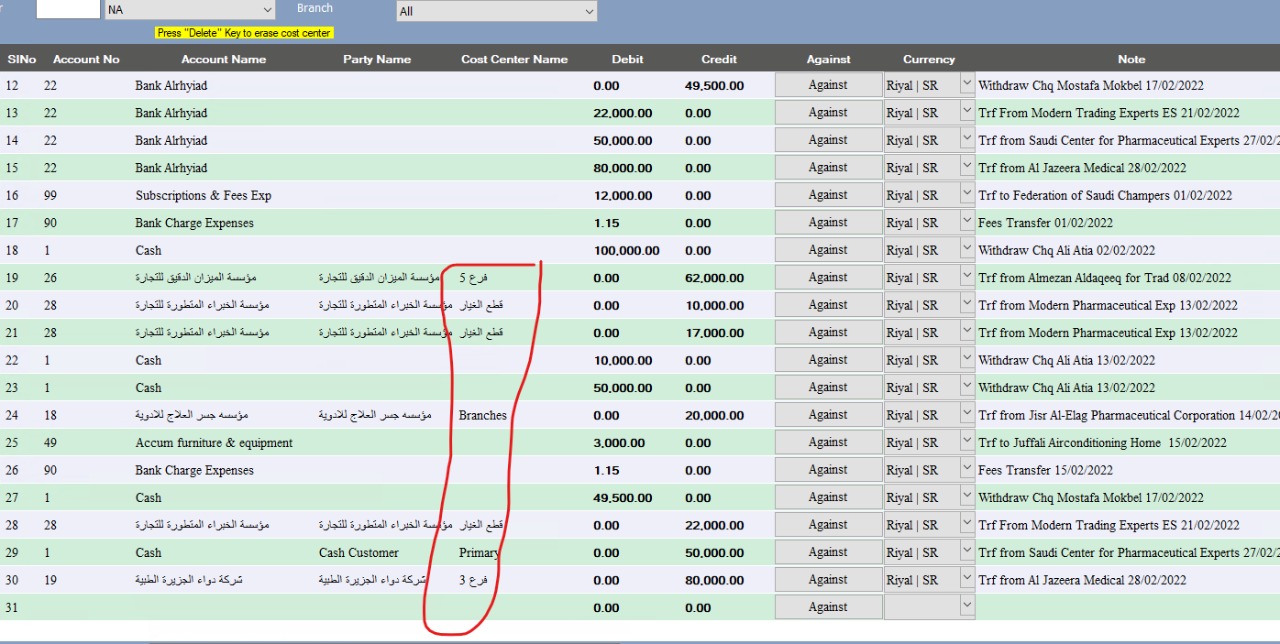 NA Branch All
Press "Delete" Key to erase cost center
SlNo Account No Account Name Party Name Cost Center Name Debit Credit Against Currency Note
12 22 Bank Alrhyiad 0.00 49,500.00 Against Riyal | SR Withdraw Chq Mostafa Mokbel 17/02/2022
13 22 Bank Alrhyiad 22,000.00 0.00 Against Riyal | SR Trf From Modern Trading Experts ES 21/02/2022
14 22 Bank Alrhyiad 50,000.00 0.00 Against Riyal | SR Trf from Saudi Center for Pharmaceutical Experts 27/02/2
15 22 Bank Alrhyiad 80,000.00 0.00 Against Riyal | SR Trf from Al Jazeera Medical 28/02/2022
16 99 Subscriptions & Fees Exp 12,000.00 0.00 Against Riyal | SR Trf to Federation of Saudi Champers 01/02/2022
17 90 Bank Charge Expenses 1.15 0.00 Against Riyal | SR Fees Transfer 01/02/2022
18 1 Cash 100,000.00 0.00 Against Riyal | SR Withdraw Chq Ali Atia 02/02/2022
19 26 مؤسسة الميزان الدقيق للتجارة مؤسسة الميزان الدقيق للتجارة فرع 5 0.00 62,000.00 Against Riyal | SR Trf from Almezan Aldaqeeq for Trad 08/02/2022
20 28 مؤسسة الخبراء المتطورة للتجارة مؤسسة الخبراء المتطورة للتجارة قطع الغيار 0.00 10,000.00 Against Riyal | SR Trf from Modern Pharmaceutical Exp 13/02/2022
21 28 مؤسسة الخبراء المتطورة للتجارة مؤسسة الخبراء المتطورة للتجارة قطع الغيار 0.00 17,000.00 Against Riyal | SR Trf from Modern Pharmaceutical Exp 13/02/2022
22 1 Cash 10,000.00 0.00 Against Riyal | SR Withdraw Chq Ali Atia 13/02/2022
23 1 Cash 50,000.00 0.00 Against Riyal | SR Withdraw Chq Ali Atia 13/02/2022
24 18 مؤسسه جسر العلاج للادوية مؤسسه جسر العلاج للادوية Branches 0.00 20,000.00 Against Riyal | SR Trf from Jisr Al-Elag Pharmaceutical Corporation 14/02/20
25 49 Accum furniture & equipment 3,000.00 0.00 Against Riyal | SR Trf to Juffali Airconditioning Home 15/02/2022
26 90 Bank Charge Expenses 1.15 0.00 Against Riyal | SR Fees Transfer 15/02/2022
27 1 Cash 49,500.00 0.00 Against Riyal | SR Withdraw Chq Mostafa Mokbel 17/02/2022
28 28 مؤسسة الخبراء المتطورة للتجارة مؤسسة الخبراء المتطورة للتجارة قطع الغيار 0.00 22,000.00 Against Riyal | SR Trf From Modern Trading Experts ES 21/02/2022
29 1 Cash Cash Customer Primary 0.00 50,000.00 Against Riyal | SR Trf from Saudi Center for Pharmaceutical Experts 27/02/2
30 19 شركة دواء الجزيرة الطبية شركة دواء الجزيرة الطبية فرع 3 0.00 80,000.00 Against Riyal | SR Trf from Al Jazeera Medical 28/02/2022
31 0.00 0.00 Against